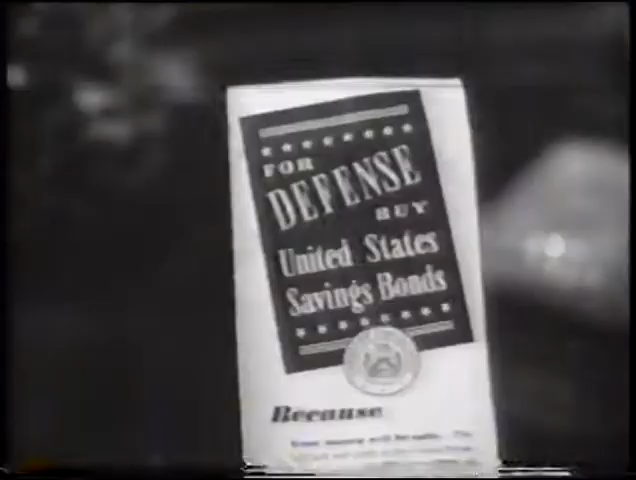 FOR
DEFENSE
BUY
United States
Savings Bonds
Because